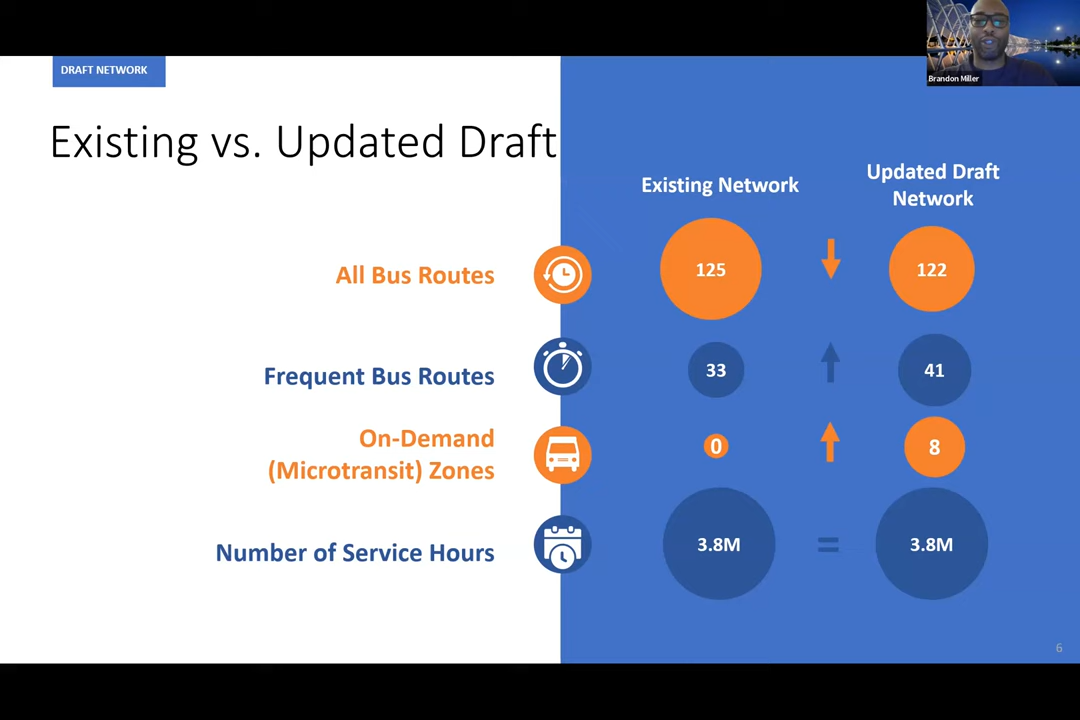 Brandon Miller
DRAFT NETWORK
Existing vs. Updated Draft
Existing Network
Updated Draft
Network
All Bus Routes
125
122
Frequent Bus Routes
33
41
On-Demand
(Microtransit) Zones
0
8
Number of Service Hours
3.8M
=
3.8M
6